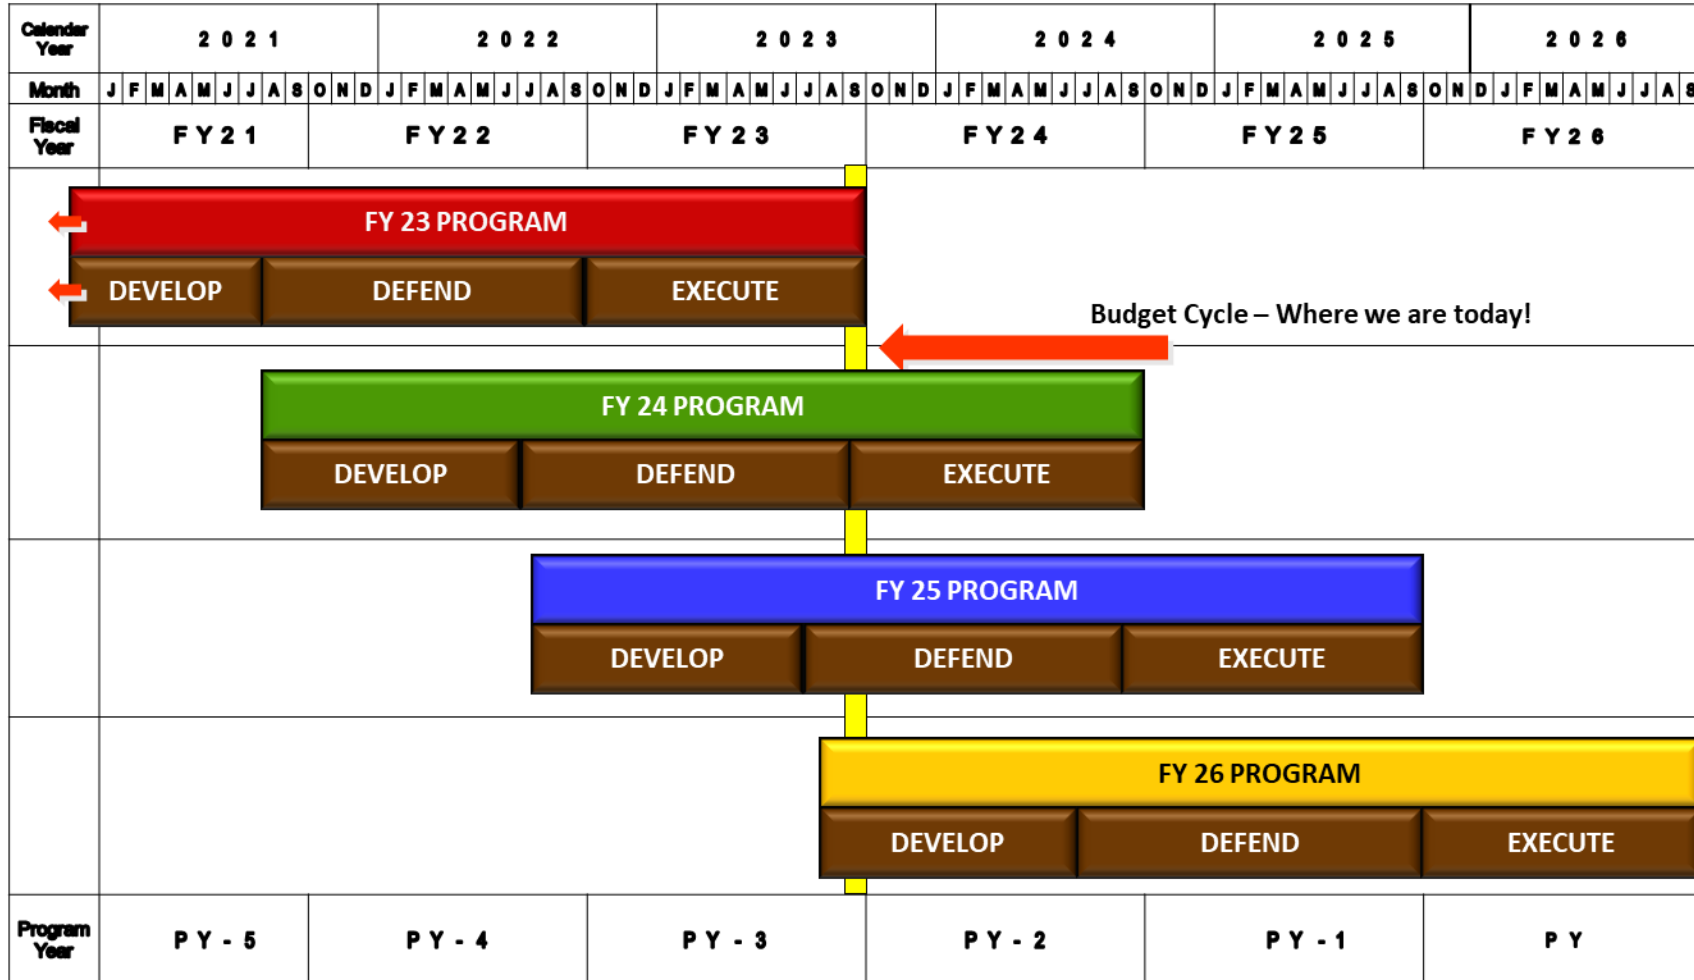 Calendar
Year
2021 2022 2023 2024 2025 2026
Month J F M A M J J A S O N D J F M A M J J A S O N D J F M A M J J A S O N D J F M A M J J A S O N D J F M A M J J A S O N D J F M A M J J A S
Fiscal
Year
FY21 FY22 FY23 FY24 FY25 FY26
FY 23 PROGRAM
DEVELOP DEFEND EXECUTE
Budget Cycle – Where we are today!
FY 24 PROGRAM
DEVELOP DEFEND EXECUTE
FY 25 PROGRAM
DEVELOP DEFEND EXECUTE
FY 26 PROGRAM
DEVELOP DEFEND EXECUTE
Program
Year
PY - 5 PY - 4 PY - 3 PY - 2 PY - 1 PY